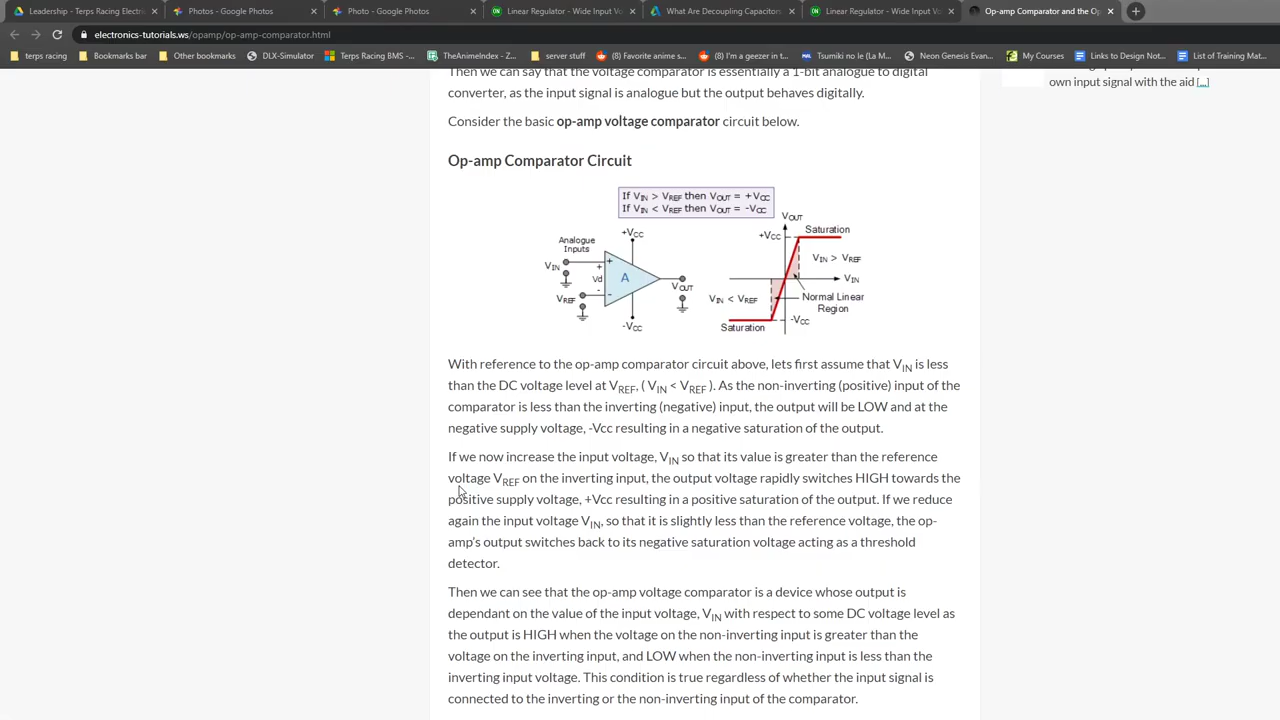 Leadership - Terps Racing Electri
Photos - Google Photos
Photo - Google Photos
Linear Regulator - Wide Input Vo
What Are Decoupling Capacitors
Linear Regulator - Wide Input Vo
Op-amp Comparator and the Op
electronics-tutorials.ws/opamp/op-amp-comparator.html
terps racing
Bookmarks bar
Other bookmarks
DLX-Simulator
Terps Racing BMS -...
TheAnimeIndex - Z...
server stuff
(8) Favorite anime s...
(8) I'm a geezer in t...
Tsumiki no Ie (La M...
Neon Genesis Evan...
My Courses
Links to Design Not...
List of Training Mat...
Then we can say that the voltage comparator is essentially a 1-bit analogue to digital
converter, as the input signal is analogue but the output behaves digitally.
own input signal with the aid [...]
Consider the basic op-amp voltage comparator circuit below.
Op-amp Comparator Circuit
If VIN > VREF then VOUT = +VCC
If VIN < VREF then VOUT = -VCC
Analogue
Inputs
+VCC
VIN
+
+
Vd
A
-
-
VREF
VOUT
-VCC
VOUT
+VCC
Saturation
VIN > VREF
VIN
VIN < VREF
Normal Linear
Region
Saturation
-VCC
With reference to the op-amp comparator circuit above, lets first assume that VIN is less
than the DC voltage level at VREF, ( VIN < VREF ). As the non-inverting (positive) input of the
comparator is less than the inverting (negative) input, the output will be LOW and at the
negative supply voltage, -Vcc resulting in a negative saturation of the output.
If we now increase the input voltage, VIN so that its value is greater than the reference
voltage VREF on the inverting input, the output voltage rapidly switches HIGH towards the
positive supply voltage, +Vcc resulting in a positive saturation of the output. If we reduce
again the input voltage VIN, so that it is slightly less than the reference voltage, the op-
amp's output switches back to its negative saturation voltage acting as a threshold
detector.
Then we can see that the op-amp voltage comparator is a device whose output is
dependant on the value of the input voltage, VIN with respect to some DC voltage level as
the output is HIGH when the voltage on the non-inverting input is greater than the
voltage on the inverting input, and LOW when the non-inverting input is less than the
inverting input voltage. This condition is true regardless of whether the input signal is
connected to the inverting or the non-inverting input of the comparator.